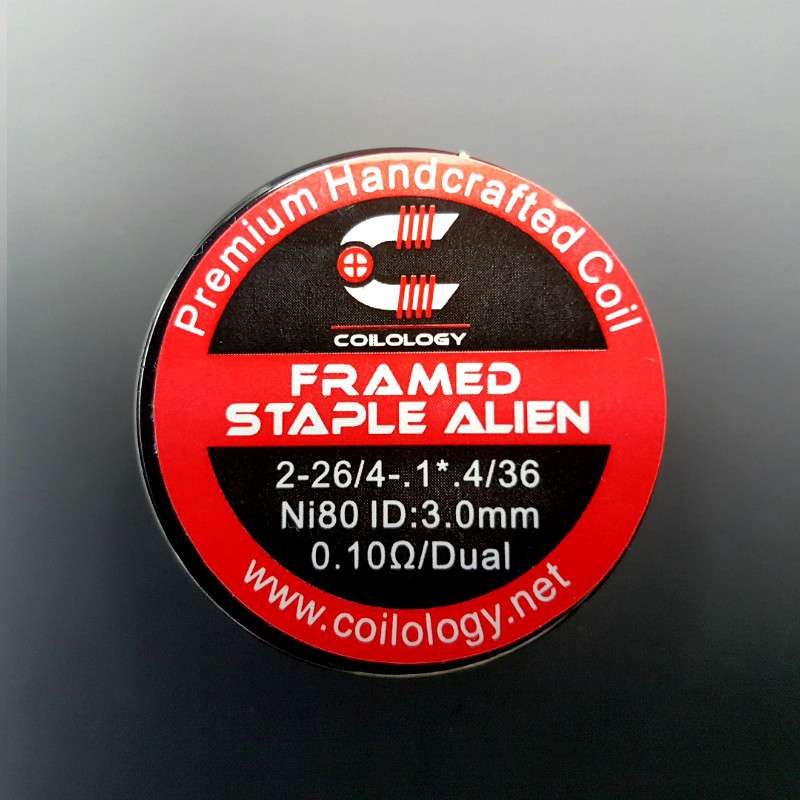 Premium Handcrafted Coil
COILOLOGY
FRAMED
STAPLE ALIEN
2-26/4-.1*.4/36
Ni80 ID:3.0mm
0.10Ω/Dual
www.coilology.net